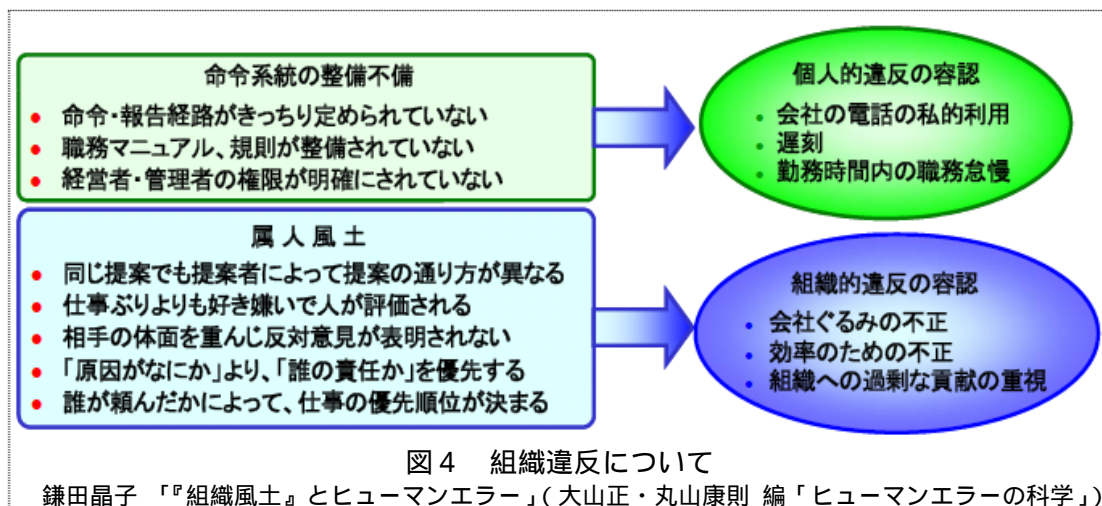 命令系統の整備不備
• 命令・報告経路がきっちり定められていない
• 職務マニュアル、規則が整備されていない
• 経営者・管理者の権限が明確にされていない
個人的違反の容認
• 会社の電話の私的利用
• 遅刻
• 勤務時間内の職務怠慢
属人風土
• 同じ提案でも提案者によって提案の通り方が異なる
• 仕事ぶりよりも好き嫌いで人が評価される
• 相手の体面を重んじ反対意見が表明されない
• 「原因がなにか」より、「誰の責任か」を優先する
• 誰が頼んだかによって、仕事の優先順位が決まる
組織的違反の容認
• 会社ぐるみの不正
• 効率のための不正
• 組織への過剰な貢献の重視
図4 組織違反について
鎌田晶子 「『組織風土』とヒューマンエラー」(大山正・丸山康則 編「ヒューマンエラーの科学」)